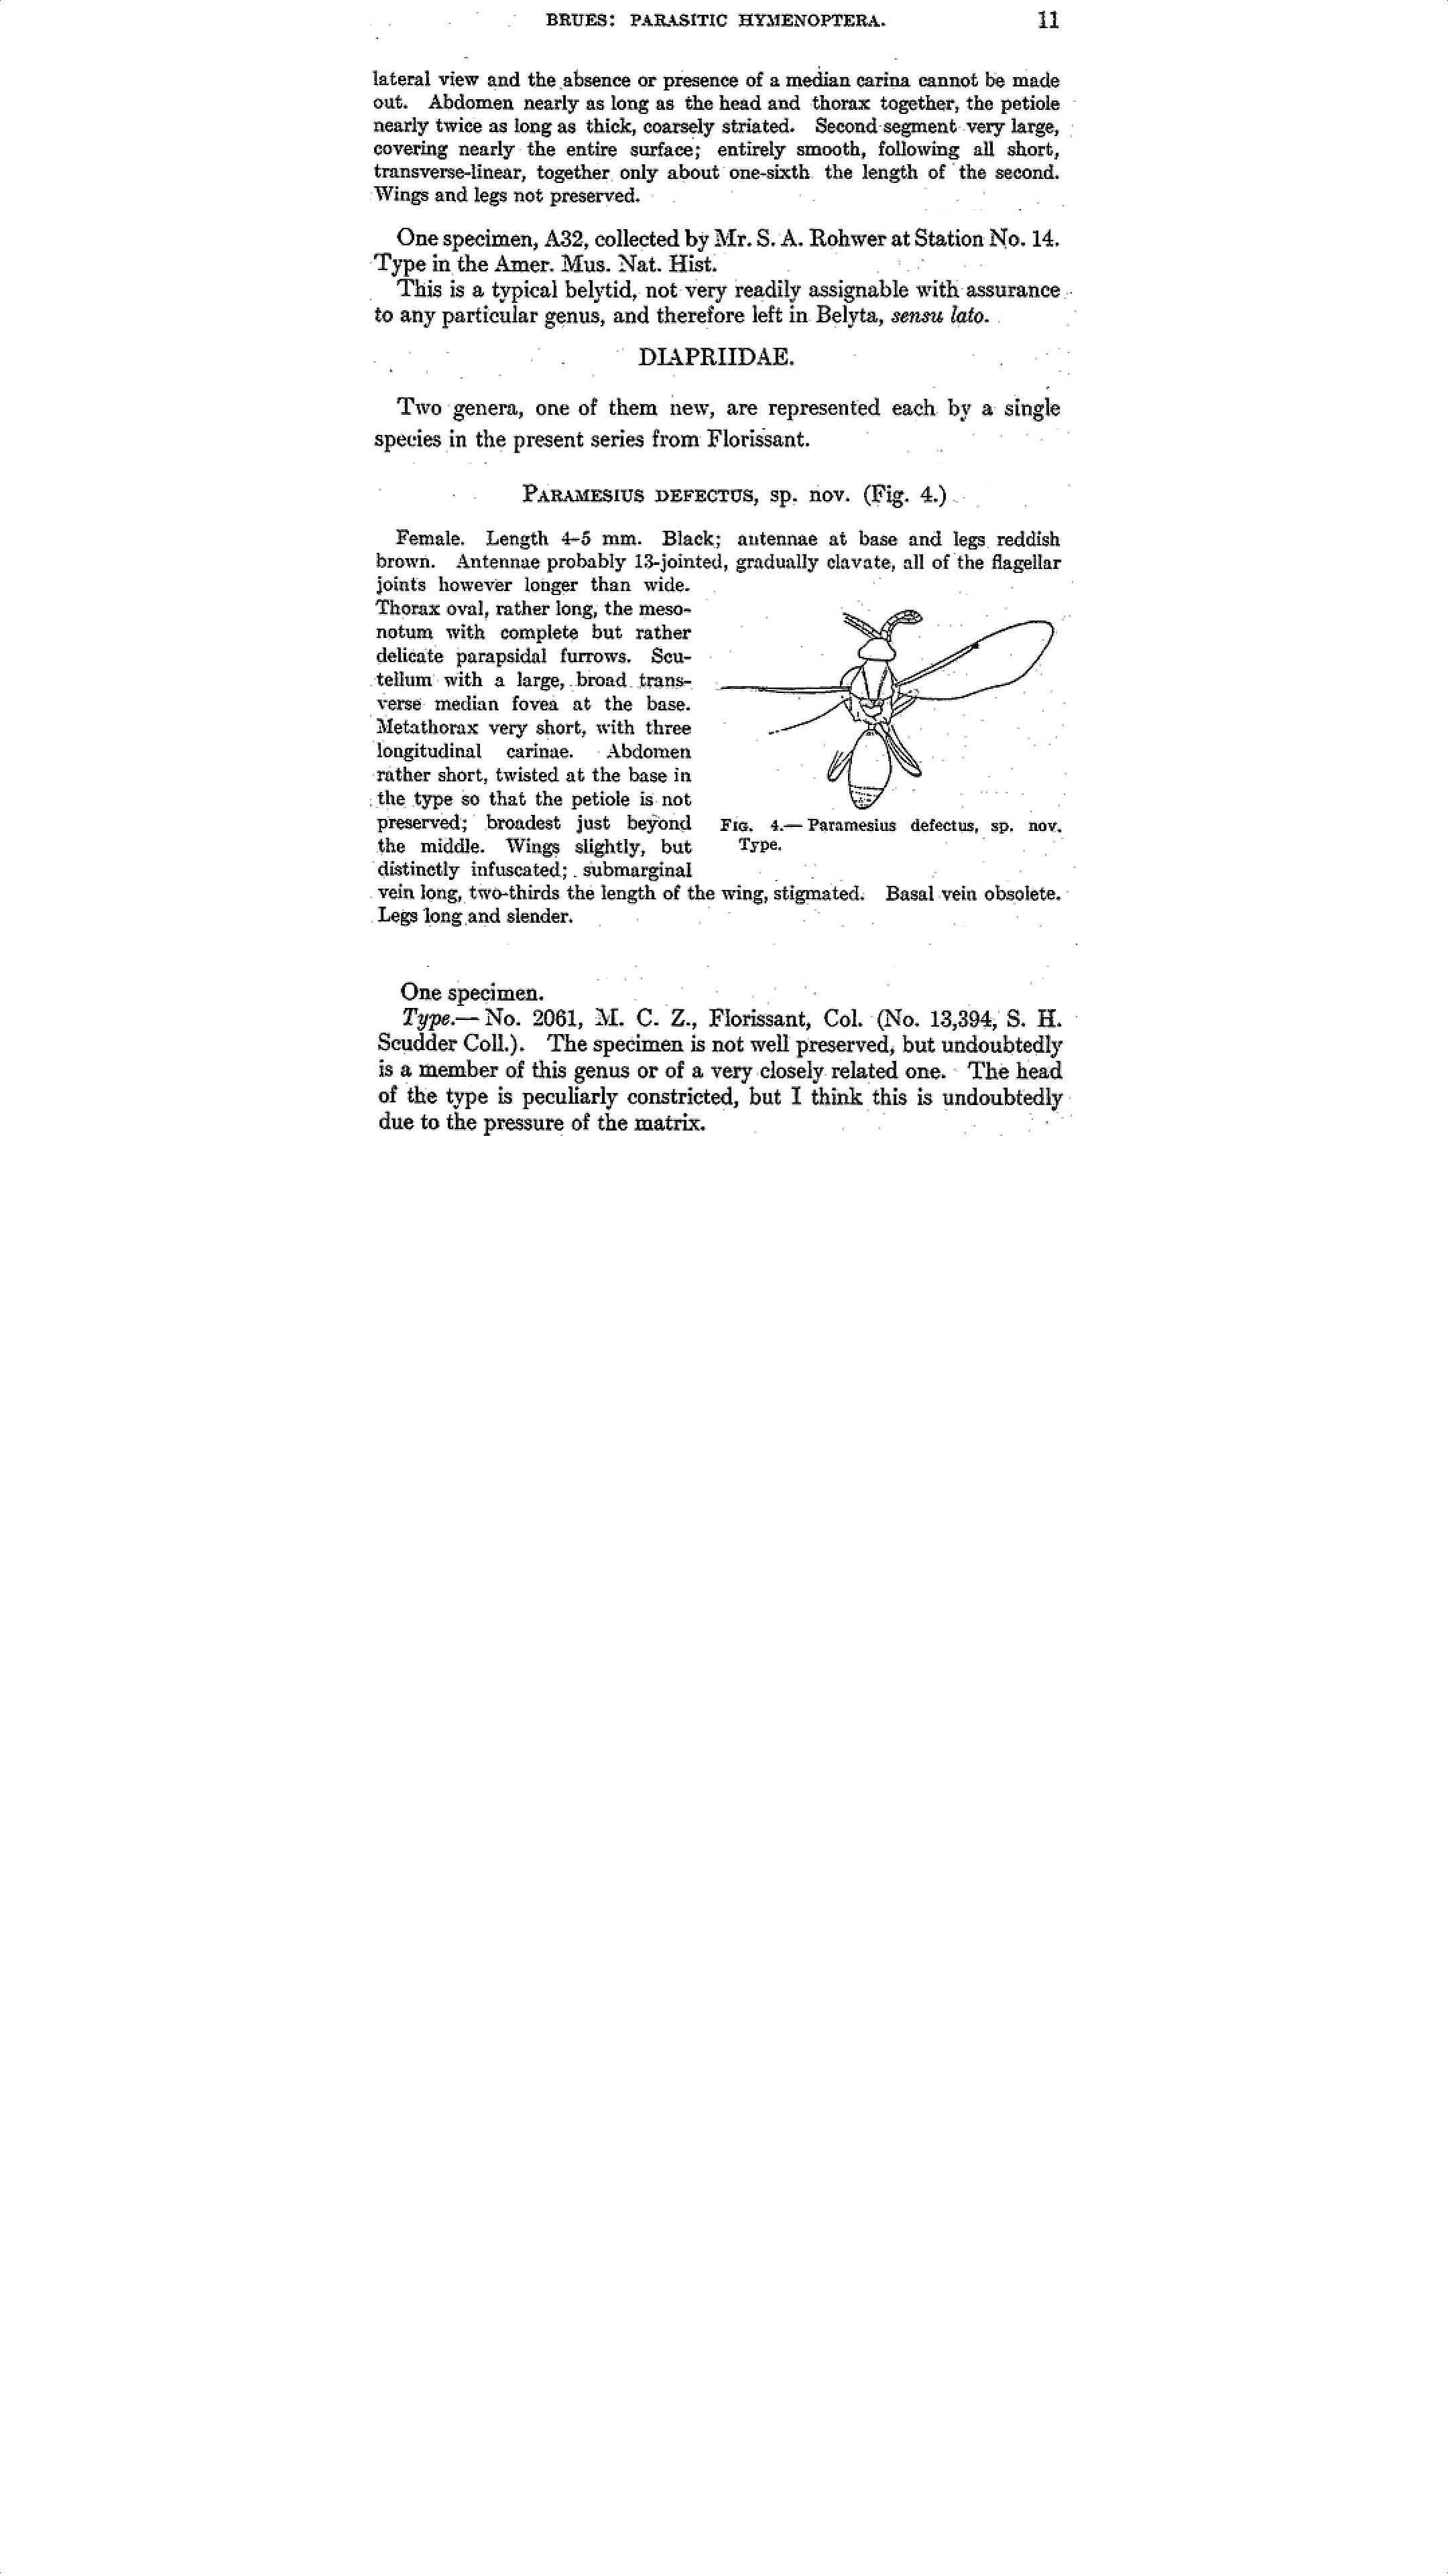 BRUES: PARASITIC HYMENOPTERA. 11
lateral view and the absence or presence of a median carina cannot be made
out. Abdomen nearly as long as the head and thorax together, the petiole
nearly twice as long as thick, coarsely striated. Second segment very large,
covering nearly the entire surface; entirely smooth, following all short,
transverse-linear, together only about one-sixth the length of the second.
Wings and legs not preserved.
One specimen, A32, collected by Mr. S. A. Rohwer at Station No. 14.
Type in the Amer. Mus. Nat. Hist.
This is a typical belytid, not very readily assignable with assurance
to any particular genus, and therefore left in Belyta, sensu lato.
DIAPRIIDAE.
Two genera, one of them new, are represented each by a single
species in the present series from Florissant.
PARAMESIUS DEFECTUS, sp. nov. (Fig. 4.)
Female. Length 4–5 mm. Black; antennae at base and legs reddish
brown. Antennae probably 13-jointed, gradually clavate, all of the flagellar
joints however longer than wide.
Thorax oval, rather long, the meso-
notum with complete but rather
delicate parapsidal furrows. Scu-
tellum with a large, broad trans-
verse median fovea at the base.
Metathorax very short, with three
longitudinal carinae. Abdomen
rather short, twisted at the base in
the type so that the petiole is not
preserved; broadest just beyond
the middle. Wings slightly, but
distinctly infuscated; submarginal
vein long, two-thirds the length of the wing, stigmated. Basal vein obsolete.
Legs long and slender.
FIG. 4.— Paramesius defectus, sp. nov.
Type.
One specimen.
Type.— No. 2061, M. C. Z., Florissant, Col. (No. 13,394, S. H.
Scudder Coll.). The specimen is not well preserved, but undoubtedly
is a member of this genus or of a very closely related one. The head
of the type is peculiarly constricted, but I think this is undoubtedly
due to the pressure of the matrix.